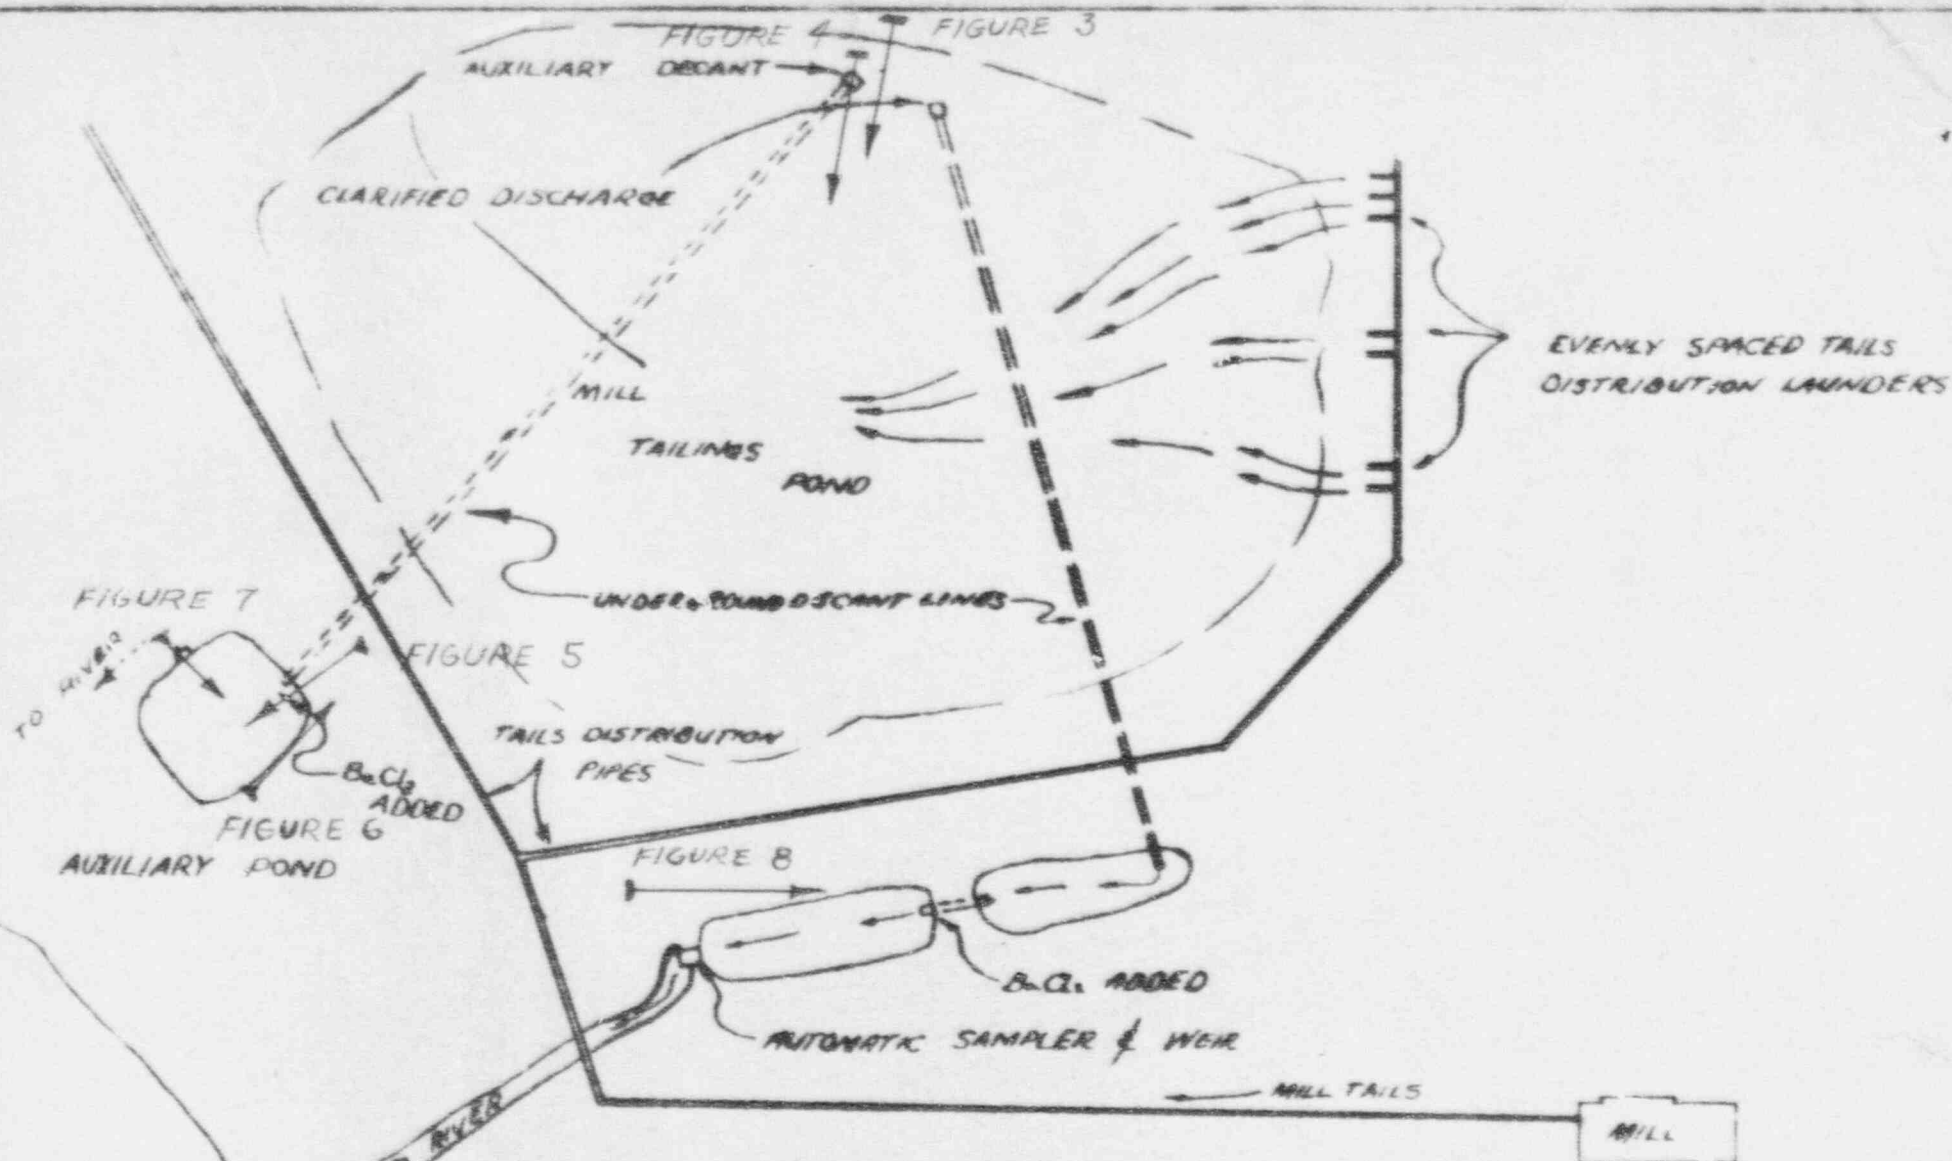 FIGURE 4
FIGURE 3
AUXILIARY DECANT
CLARIFIED DISCHARGE
EVENLY SPACED TAILS
DISTRIBUTION LAUNDERS
MILL
TAILINGS
POND
UNDERGROUND DECANT LINES
FIGURE 7
TO RIVER
FIGURE 5
TAILS DISTRIBUTION
PIPES
BaCl2
ADDED
FIGURE 6
AUXILIARY POND
FIGURE 8
ADDED
AUTOMATIC SAMPLER & WEIR
MILL TAILS
RIVER
MILL